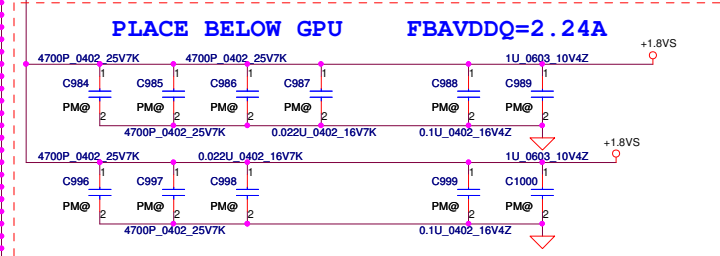 PLACE BELOW GPU FBAVDDQ=2.24A
+1.8VS
4700P_0402_25V7K 4700P_0402_25V7K 1U_0603_10V4Z
1 1 1 1 1 1
C984 C985 C986 C987 C988 C989
PM@ PM@ PM@ PM@ PM@ PM@
2 2 2 2 2 2
4700P_0402_25V7K 0.022U_0402_16V7K 0.1U_0402_16V4Z
+1.8VS
4700P_0402_25V7K 0.022U_0402_16V7K 1U_0603_10V4Z
1 1 1 1 1
C996 C997 C998 C999 C1000
PM@ PM@ PM@ PM@ PM@
2 2 2 2 2
4700P_0402_25V7K 0.1U_0402_16V4Z